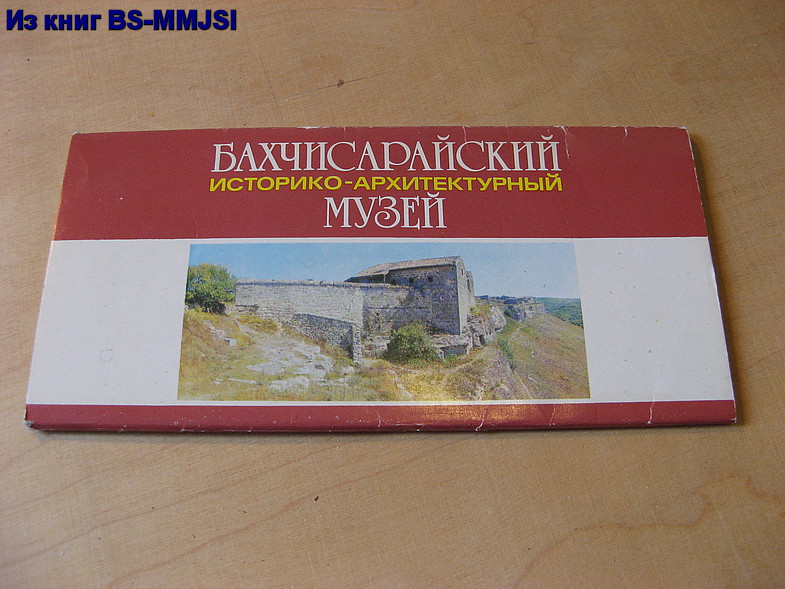 Из книг BS-MMJSI
БАХЧИСАРАЙСКИЙ
ИСТОРИКО-АРХИТЕКТУРНЫЙ
МУЗЕЙ